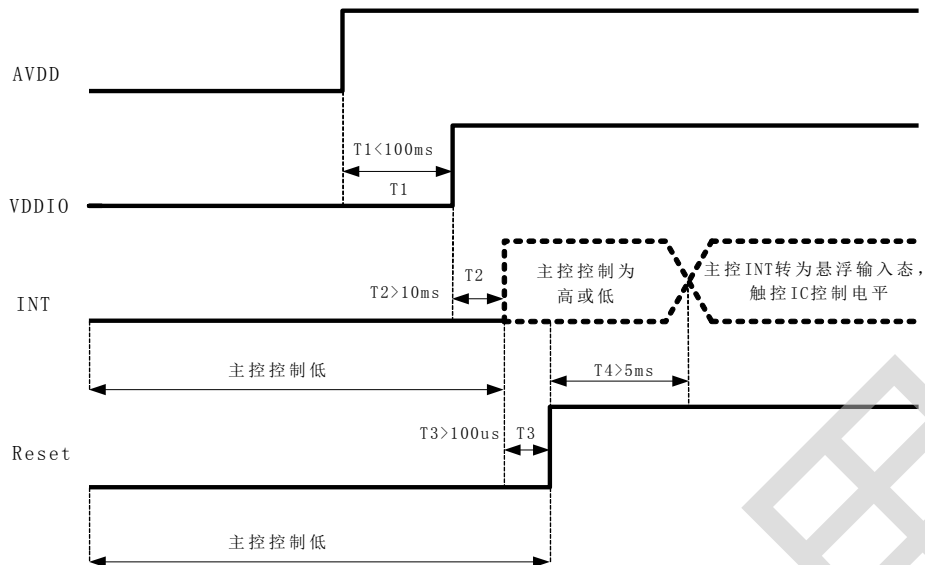 AVDD
T1<100ms
T1
VDDIO
T2
主控控制为
高或低
主控INT转为悬浮输入态，
触控IC控制电平
T2>10ms
INT
主控控制低
T4>5ms
T3>100us
T3
Reset
主控控制低